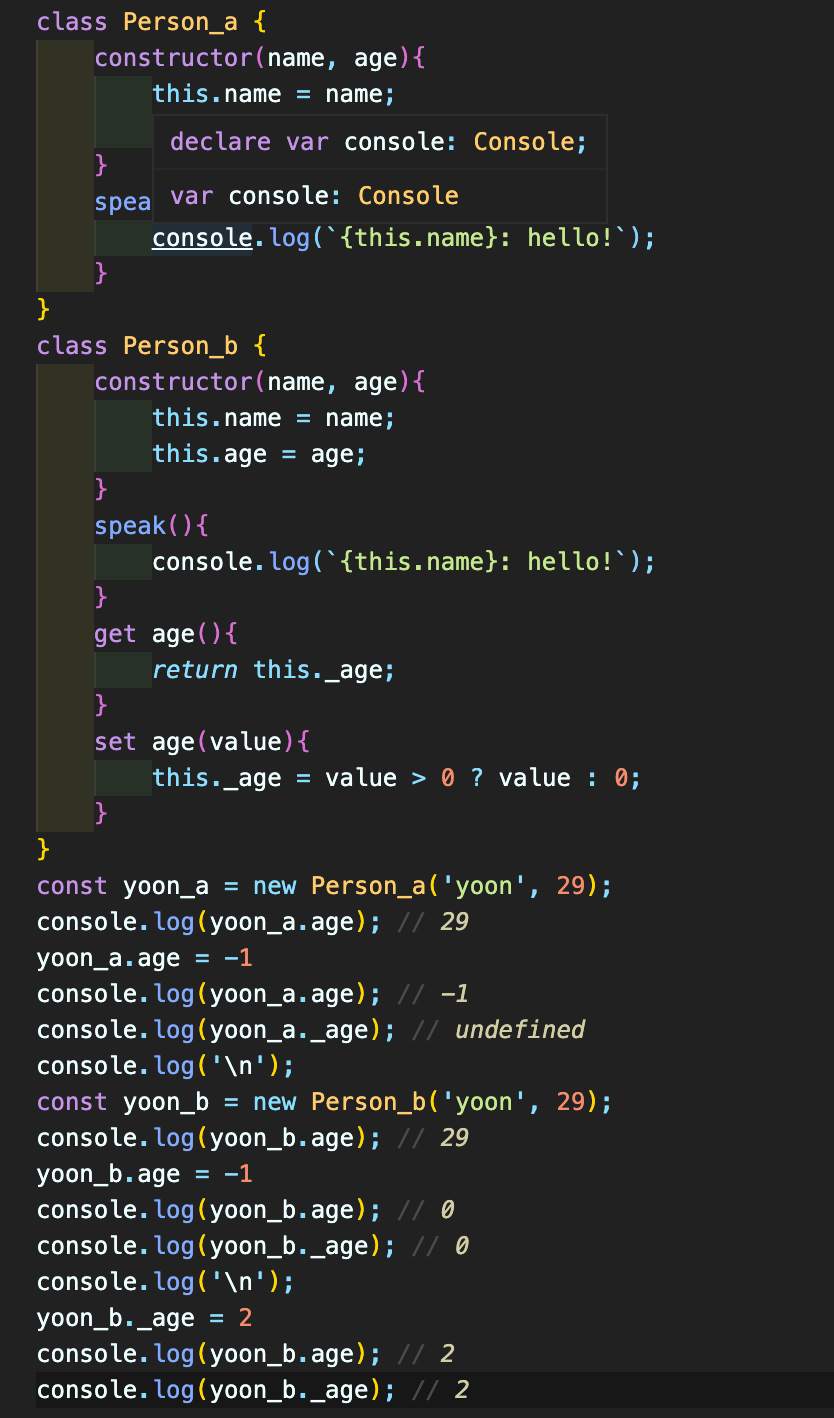 class Person_a {
    constructor(name, age){
        this.name = name;
declare var console: Console;
    }
var console: Console
    spea
        console.log(`{this.name}: hello!`);
    }
}
class Person_b {
    constructor(name, age){
        this.name = name;
        this.age = age;
    }
    speak(){
        console.log(`{this.name}: hello!`);
    }
    get age(){
        return this._age;
    }
    set age(value){
        this._age = value > 0 ? value : 0;
    }
}
const yoon_a = new Person_a('yoon', 29);
console.log(yoon_a.age); // 29
yoon_a.age = -1
console.log(yoon_a.age); // -1
console.log(yoon_a._age); // undefined
console.log('\n');
const yoon_b = new Person_b('yoon', 29);
console.log(yoon_b.age); // 29
yoon_b.age = -1
console.log(yoon_b.age); // 0
console.log(yoon_b._age); // 0
console.log('\n');
yoon_b._age = 2
console.log(yoon_b.age); // 2
console.log(yoon_b._age); // 2